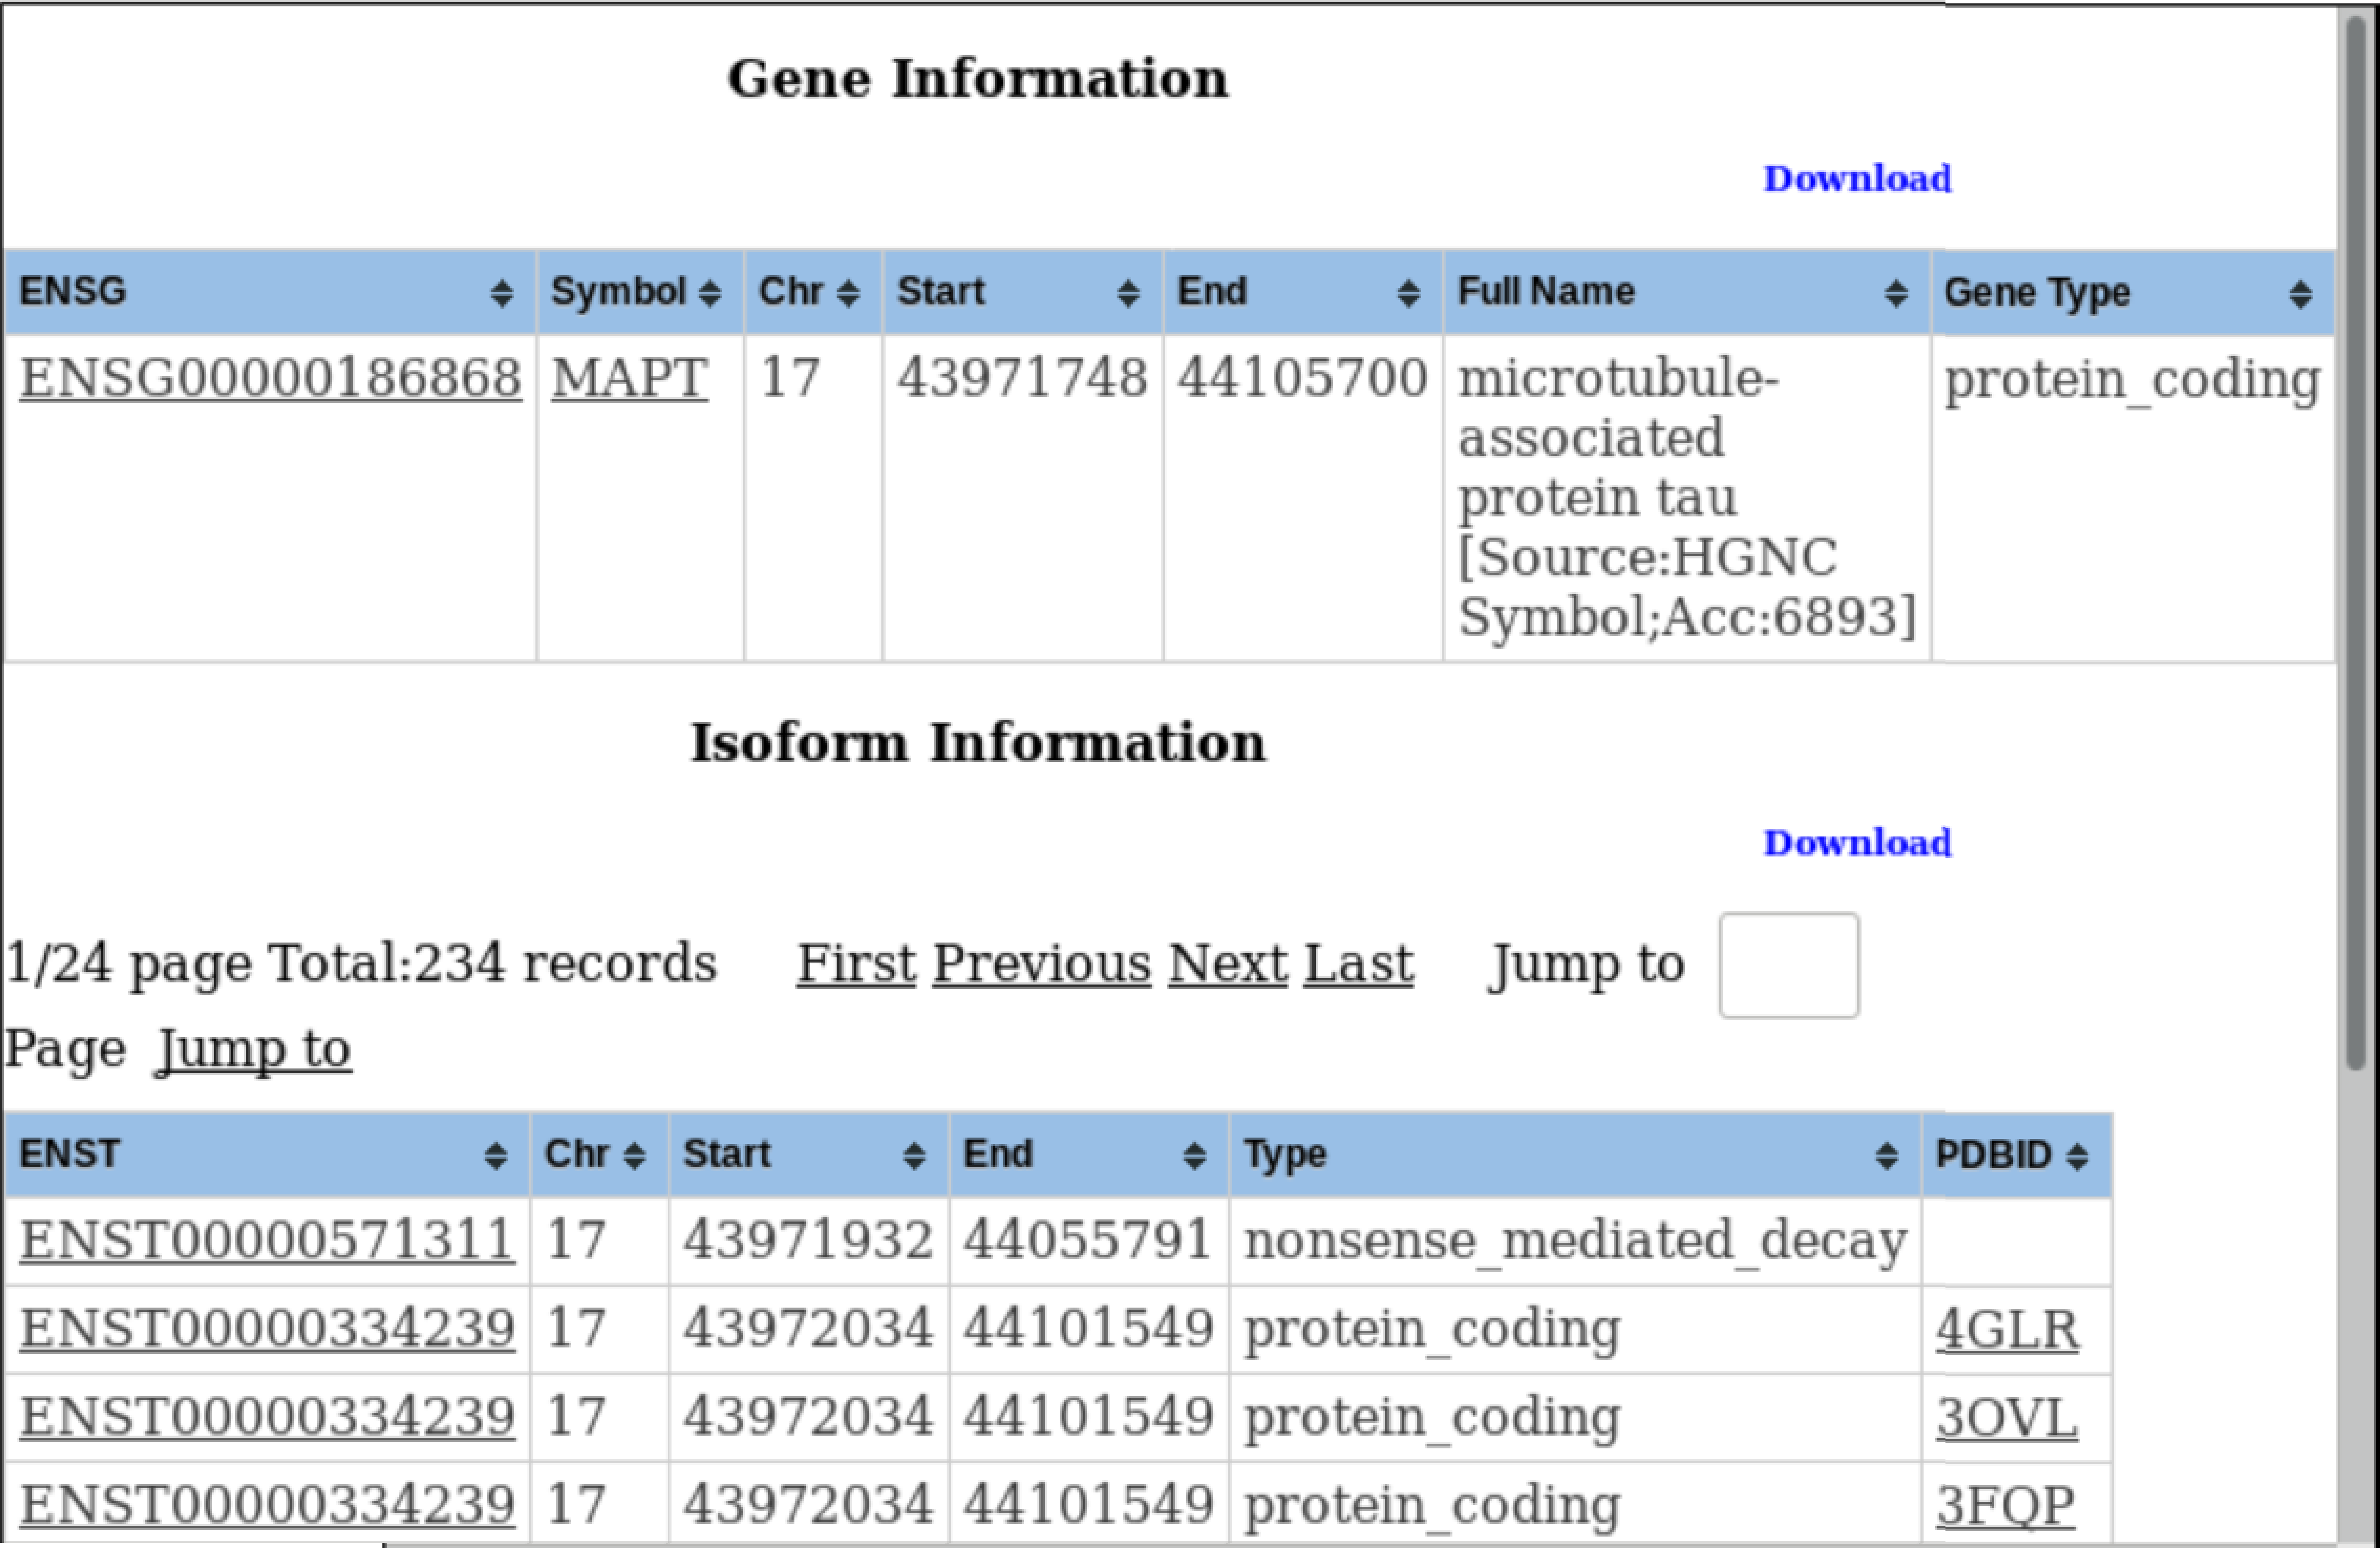 Gene Information
Download
ENSG Symbol Chr Start End Full Name Gene Type
ENSG00000186868 MAPT 17 43971748 44105700 microtubule- protein_coding
associated
protein tau
[Source:HGNC
Symbol;Acc:6893]
Isoform Information
Download
1/24 page Total:234 records First Previous Next Last Jump to
Page Jump to
ENST Chr Start End Type PDBID
ENST00000571311 17 43971932 44055791 nonsense_mediated_decay
ENST00000334239 17 43972034 44101549 protein_coding 4GLR
ENST00000334239 17 43972034 44101549 protein_coding 3OVL
ENST00000334239 17 43972034 44101549 protein_coding 3FQP